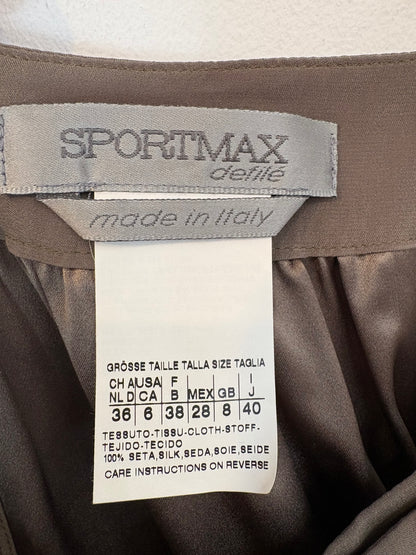 SPORTMAX
defilé
made in Italy
GRÖSSE TAILLE TALLA SIZE TAGLIA
CH A USA F I
NL D CA B MEX GB J
36 6 38 28 8 40
TESSUTO-TISSU-CLOTH-STOFF-
TEJIDO-TECIDO
100% SETA,SILK,SEDA,SOIE,SEIDE
CARE INSTRUCTIONS ON REVERSE